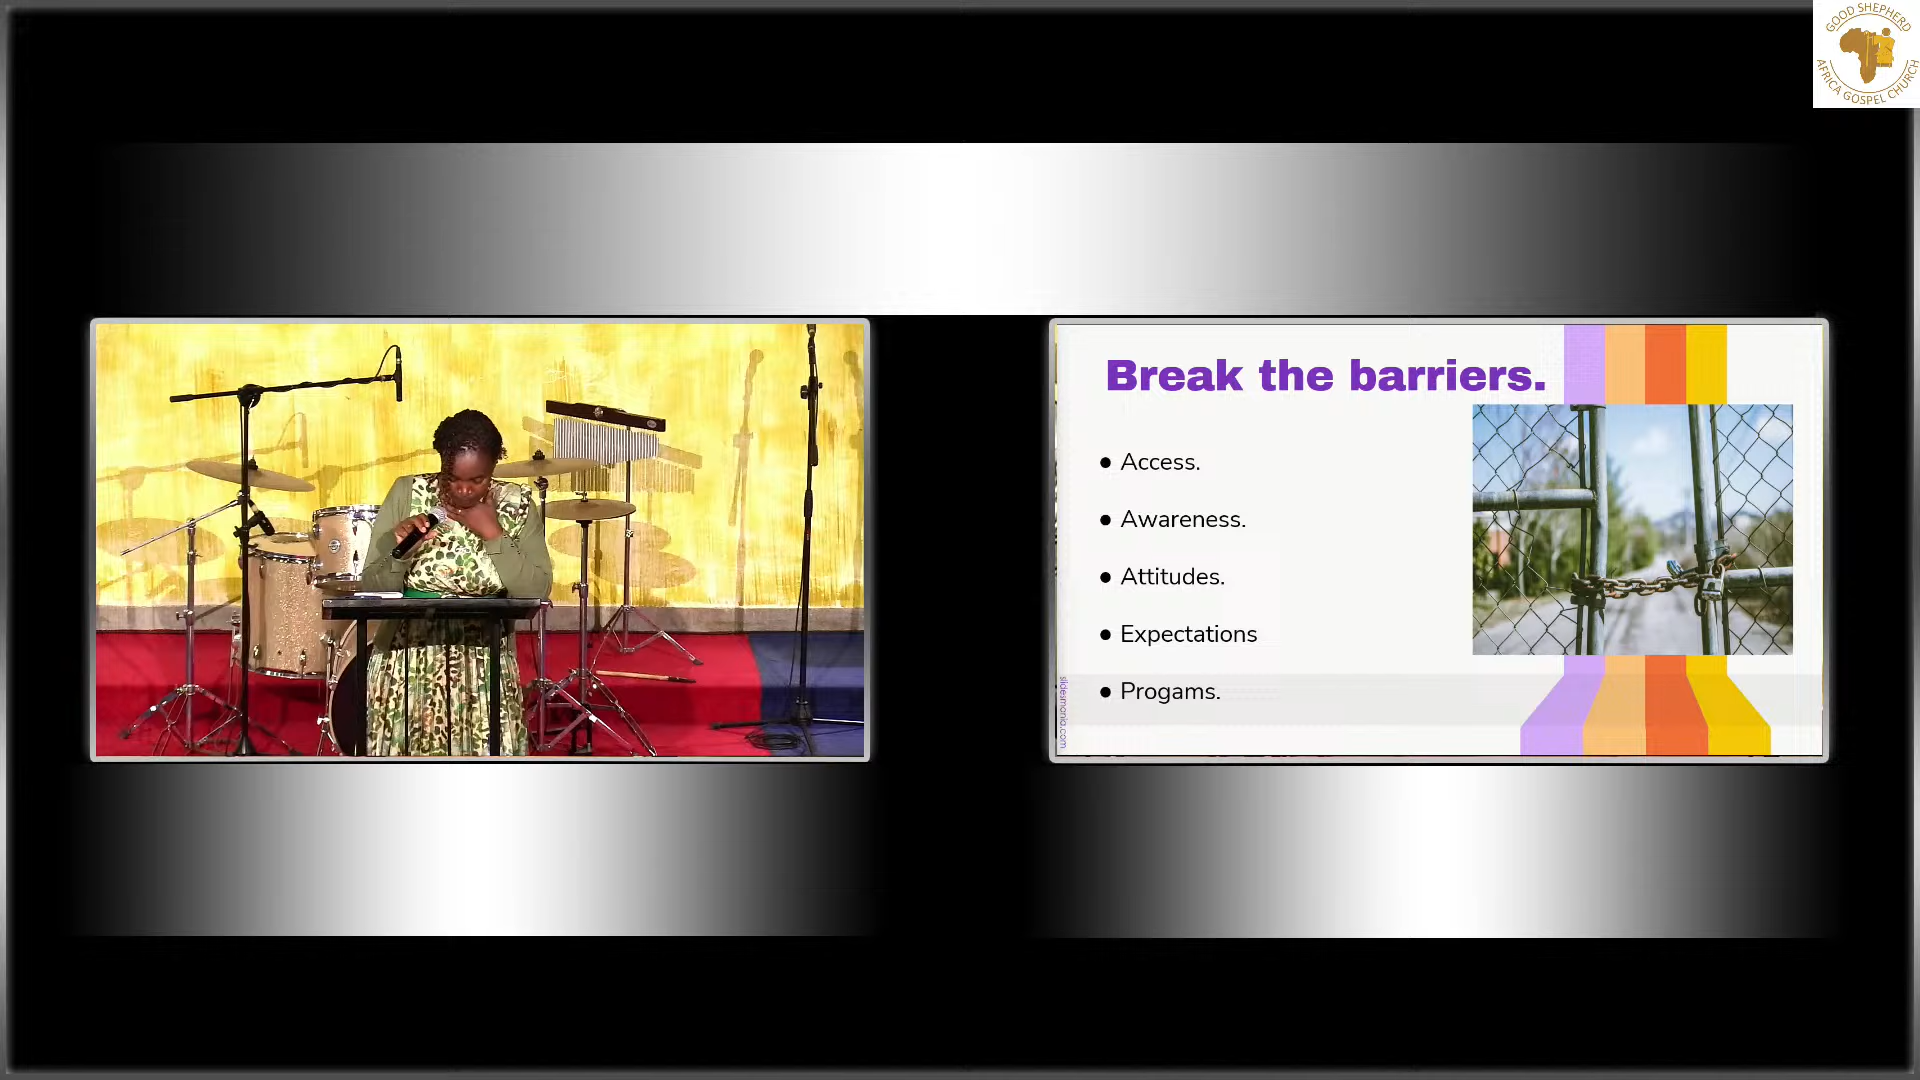 GOOD SHEPHERD
AFRICA GOSPEL CHURCH
Break the barriers.
● Access.
● Awareness.
● Attitudes.
● Expectations
● Progams.
slidesmania.com